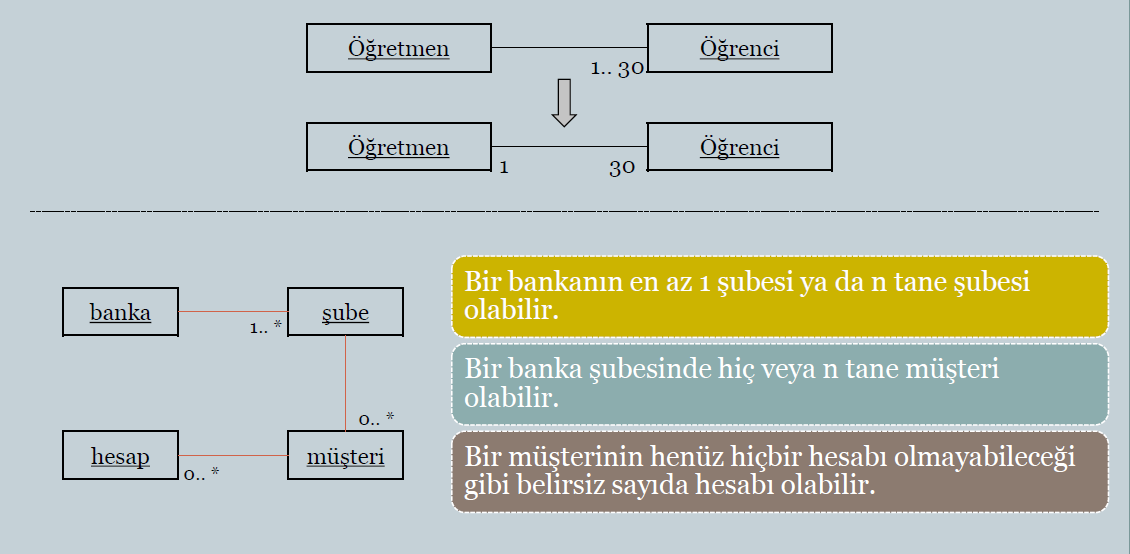 Öğretmen
Öğrenci
1.. 30
Öğretmen
Öğrenci
1
30
banka
şube
1.. *
0.. *
hesap
müşteri
0.. *
Bir bankanın en az 1 şubesi ya da n tane şubesi
olabilir.
Bir banka şubesinde hiç veya n tane müşteri
olabilir.
Bir müşterinin henüz hiçbir hesabı olmayabileceği
gibi belirsiz sayıda hesabı olabilir.